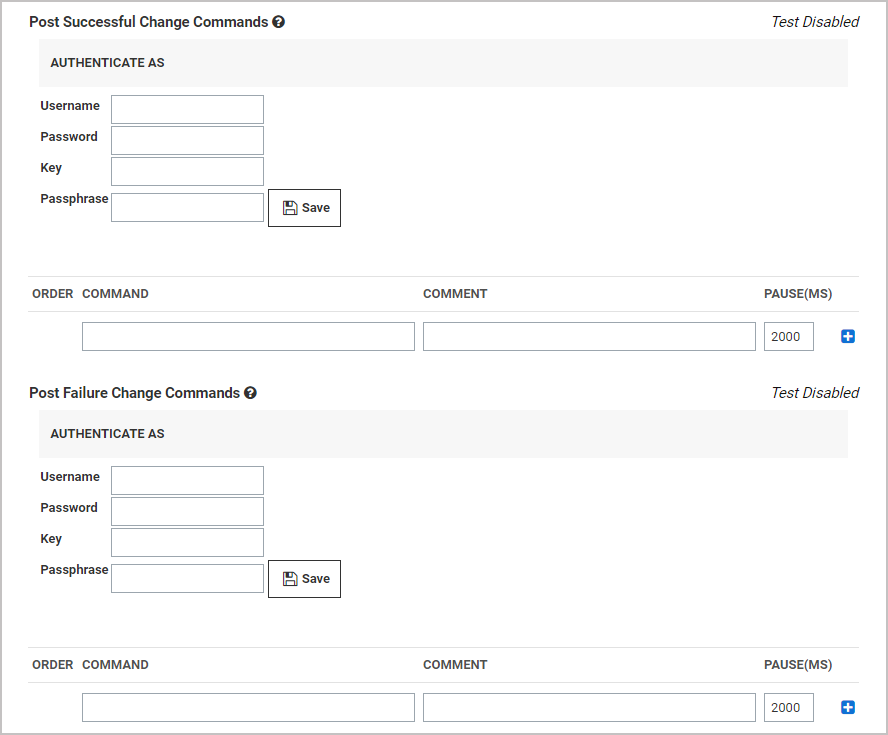 Post Successful Change Commands ? Test Disabled
AUTHENTICATE AS
Username
Password
Key
Passphrase Save
ORDER COMMAND COMMENT PAUSE(MS)
2000
Post Failure Change Commands ? Test Disabled
AUTHENTICATE AS
Username
Password
Key
Passphrase Save
ORDER COMMAND COMMENT PAUSE(MS)
2000